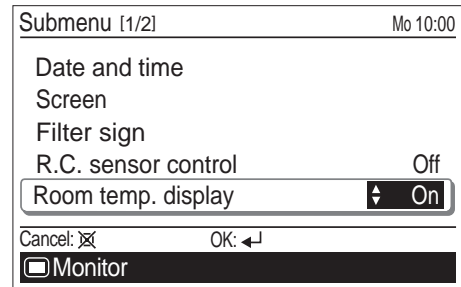 Submenu [1/2] Mo 10:00
Date and time
Screen
Filter sign
R.C. sensor control Off
Room temp. display On
Cancel: OK:
Monitor